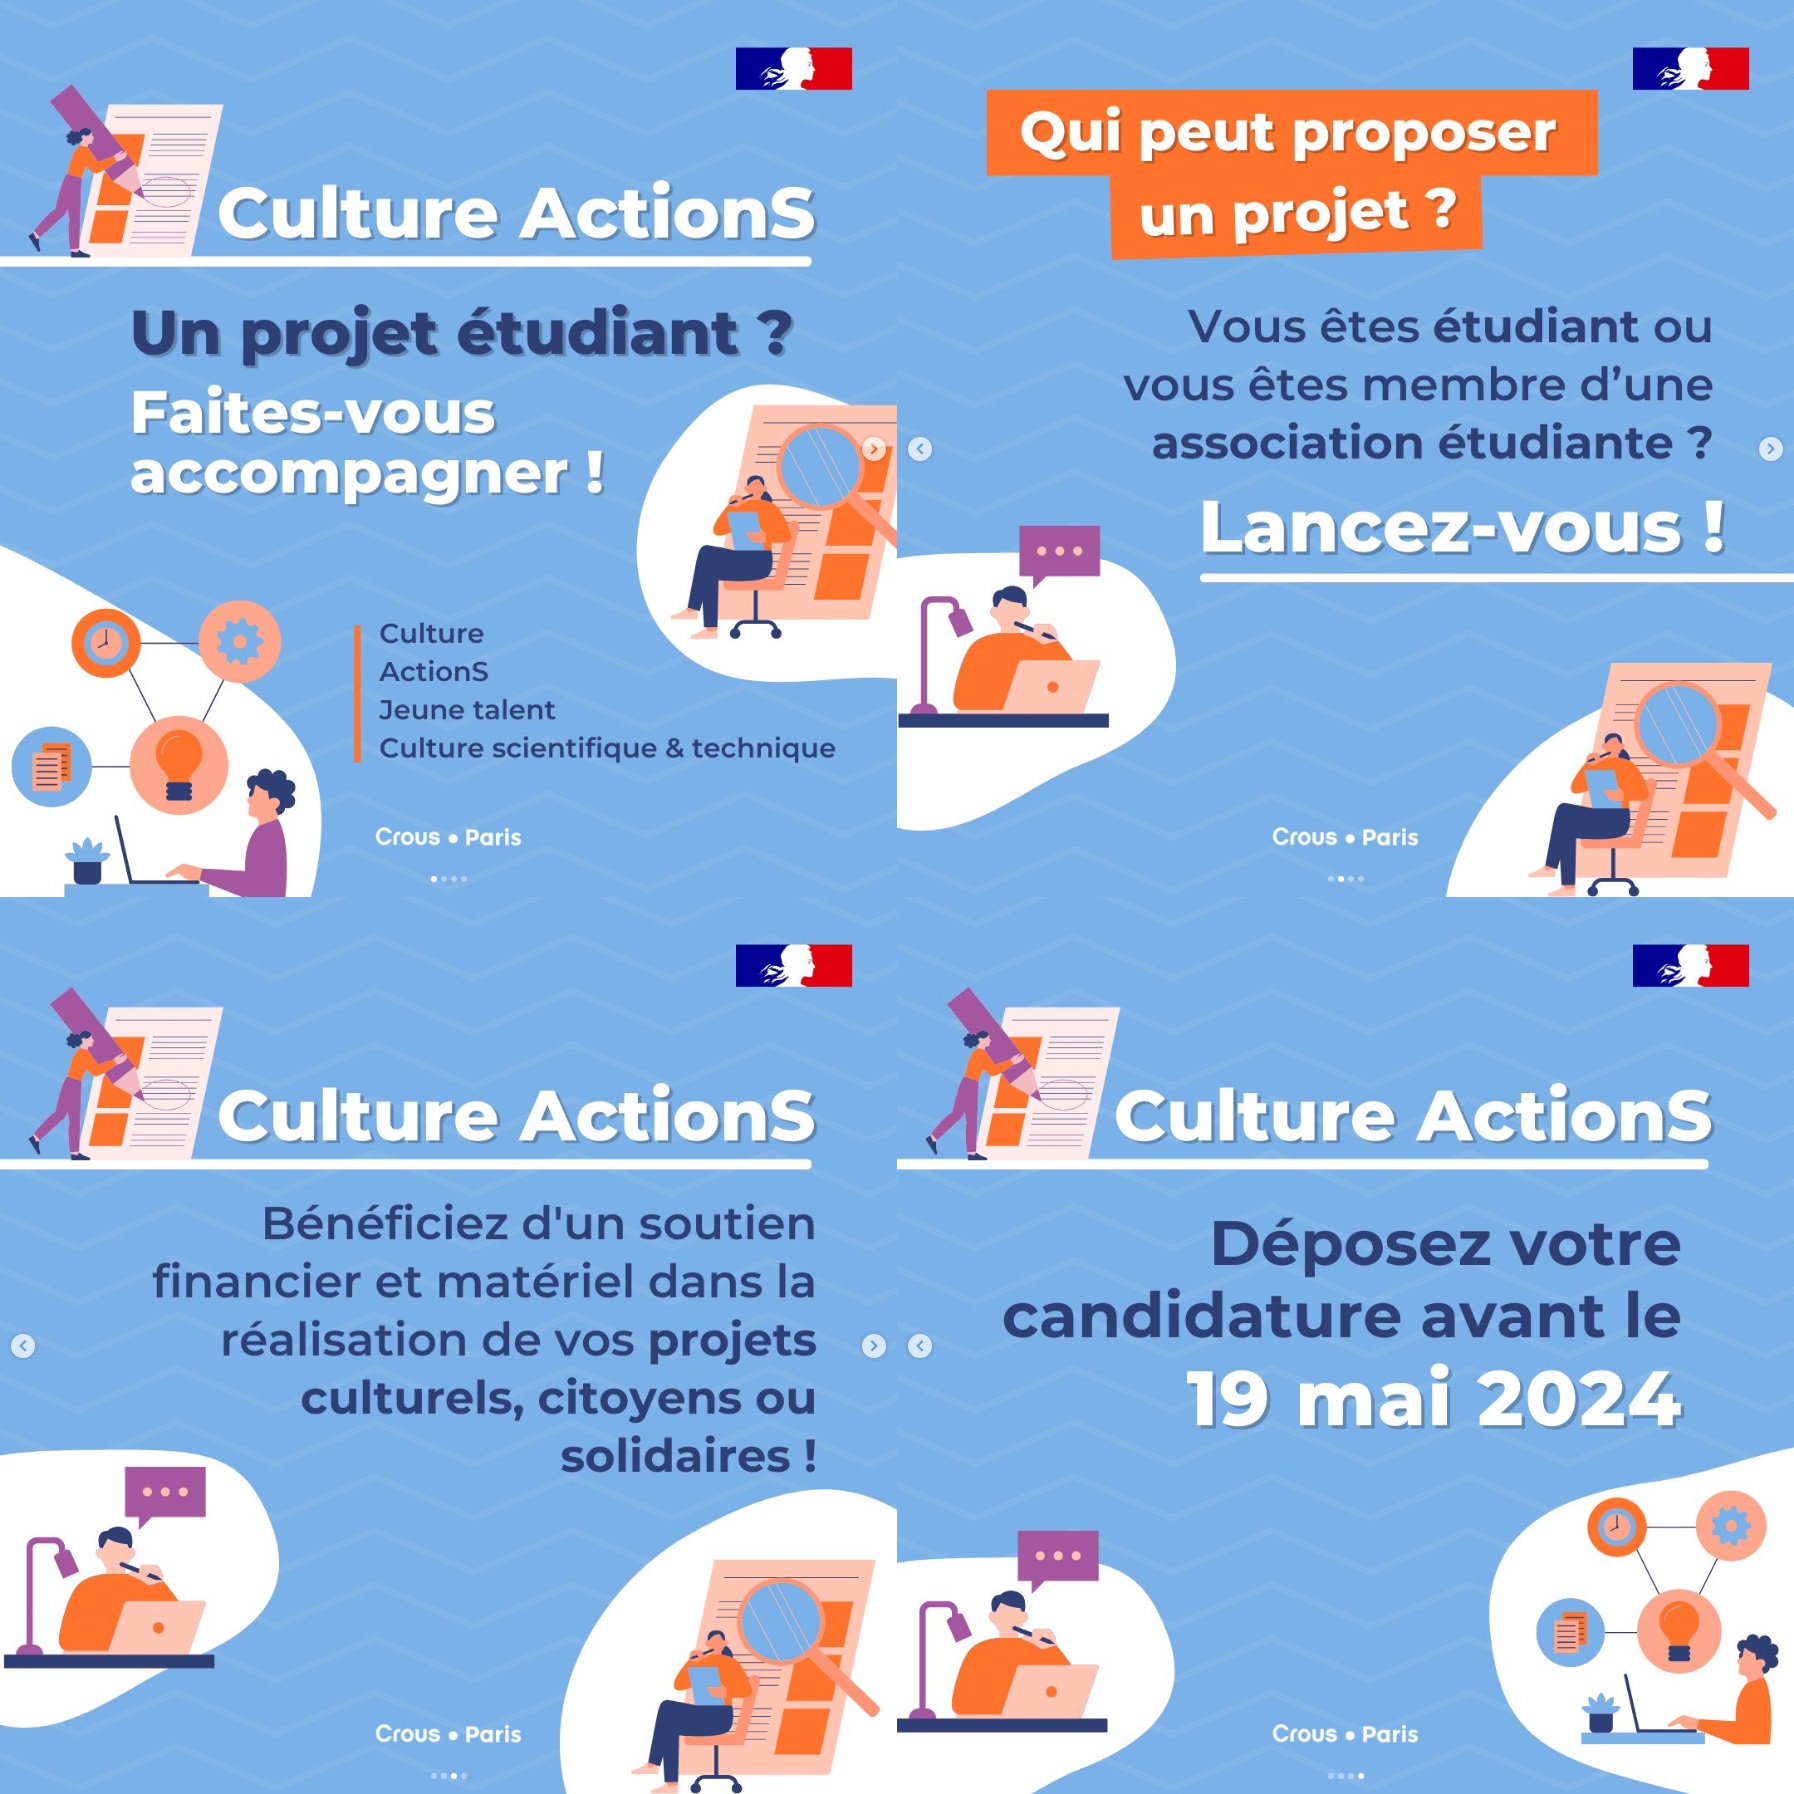 Culture ActionS
Un projet étudiant ?
Faites-vous
accompagner !
Culture
ActionS
Jeune talent
Culture scientifique & technique
Crous • Paris
Qui peut proposer
un projet ?
Vous êtes étudiant ou
vous êtes membre d’une
association étudiante ?
Lancez-vous !
Crous • Paris
Culture ActionS
Bénéficiez d'un soutien
financier et matériel dans la
réalisation de vos projets
culturels, citoyens ou
solidaires !
Crous • Paris
Culture ActionS
Déposez votre
candidature avant le
19 mai 2024
Crous • Paris